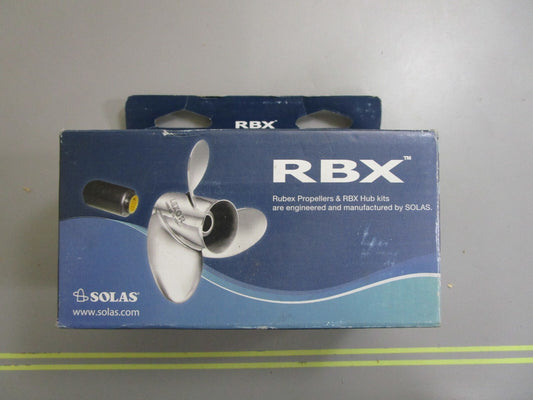 RBX
RBX™
Rubex Propellers & RBX Hub kits
are engineered and manufactured by SOLAS.
SOLAS®
www.solas.com